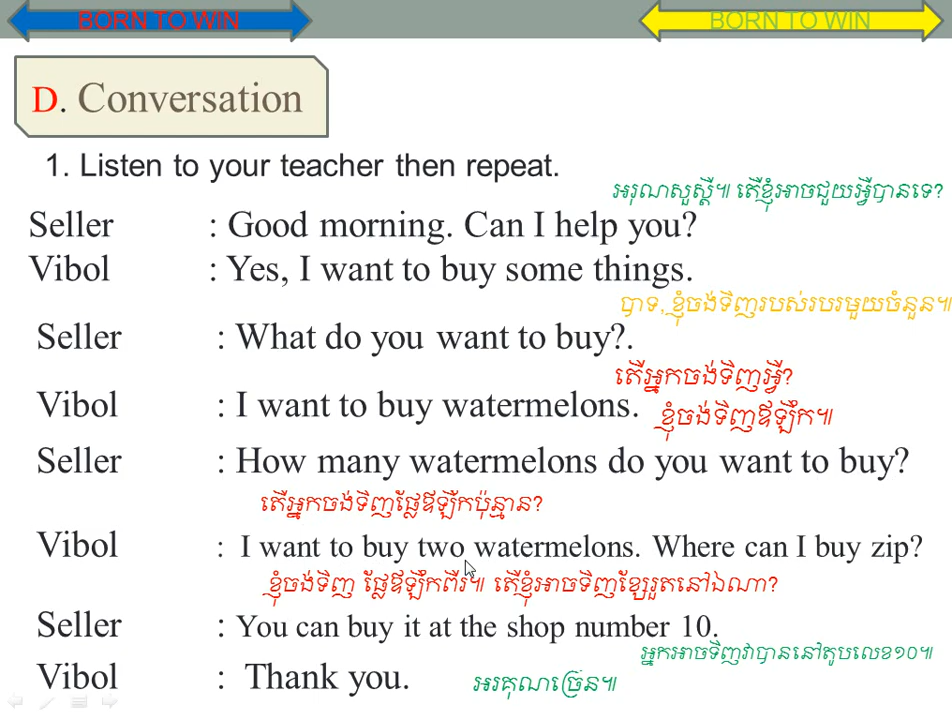 BORN TO WIN BORN TO WIN
D. Conversation
1. Listen to your teacher then repeat.
អរុណសួស្តី៕ តើខ្ញុំអាចជួយអ្វីបានទេ?
Seller : Good morning. Can I help you?
Vibol : Yes, I want to buy some things.
បាទ, ខ្ញុំចង់ទិញរបស់របរមួយចំនួន៕
Seller : What do you want to buy?.
តើអ្នកចង់ទិញអ្វី?
Vibol : I want to buy watermelons.
ខ្ញុំចង់ទិញឪឡឹក៕
Seller : How many watermelons do you want to buy?
តើអ្នកចង់ទិញផ្លែឪឡឹកប៉ុន្មាន?
Vibol : I want to buy two watermelons. Where can I buy zip?
ខ្ញុំចង់ទិញ ផ្លែឪឡឹកពីរ៕ តើខ្ញុំអាចទិញខ្សែរូតនៅឯណា?
Seller : You can buy it at the shop number 10.
អ្នកអាចទិញវាបាននៅតូបលេខ១០៕
Vibol : Thank you.
អរគុណច្រើន៕